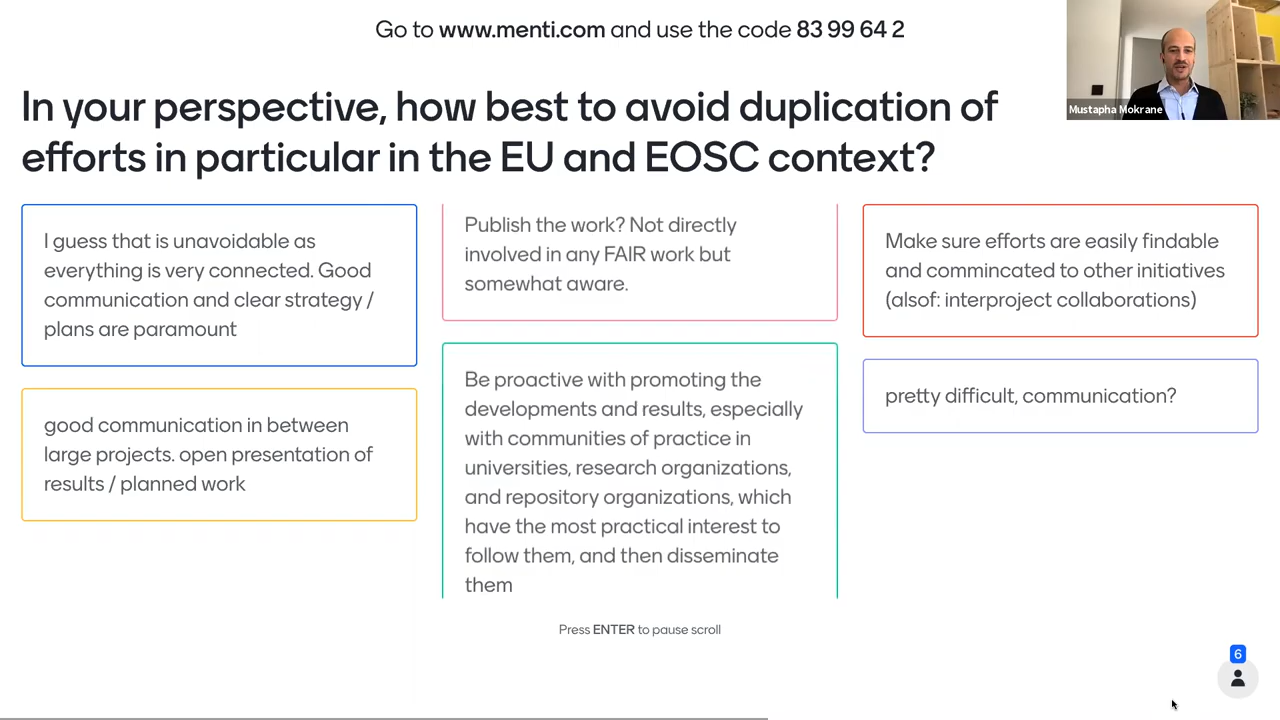 Go to www.menti.com and use the code 83 99 64 2
Mustapha Mokrane
In your perspective, how best to avoid duplication of
efforts in particular in the EU and EOSC context?
I guess that is unavoidable as
everything is very connected. Good
communication and clear strategy /
plans are paramount
good communication in between
large projects. open presentation of
results / planned work
Publish the work? Not directly
involved in any FAIR work but
somewhat aware.
Be proactive with promoting the
developments and results, especially
with communities of practice in
universities, research organizations,
and repository organizations, which
have the most practical interest to
follow them, and then disseminate
them
Make sure efforts are easily findable
and commincated to other initiatives
(alsof: interproject collaborations)
pretty difficult, communication?
Press ENTER to pause scroll
6